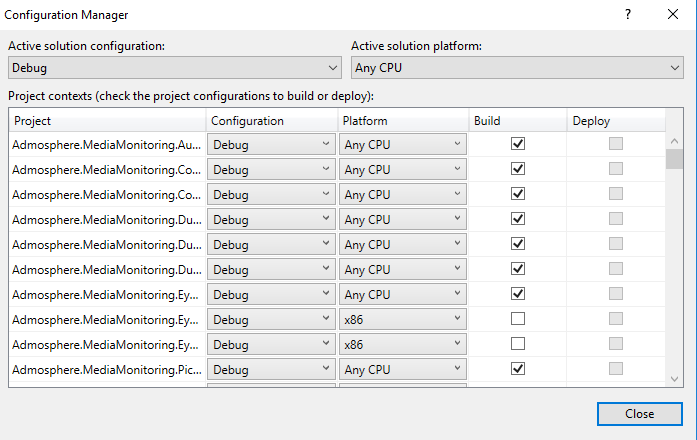 Configuration Manager ?
Active solution configuration: Active solution platform:
Debug Any CPU
Project contexts (check the project configurations to build or deploy):
Project Configuration Platform Build Deploy
Admosphere.MediaMonitoring.Au... Debug Any CPU
Admosphere.MediaMonitoring.Co... Debug Any CPU
Admosphere.MediaMonitoring.Co... Debug Any CPU
Admosphere.MediaMonitoring.Du... Debug Any CPU
Admosphere.MediaMonitoring.Du... Debug Any CPU
Admosphere.MediaMonitoring.Du... Debug Any CPU
Admosphere.MediaMonitoring.Ey... Debug Any CPU
Admosphere.MediaMonitoring.Ey... Debug x86
Admosphere.MediaMonitoring.Ey... Debug x86
Admosphere.MediaMonitoring.Pic... Debug Any CPU
Close